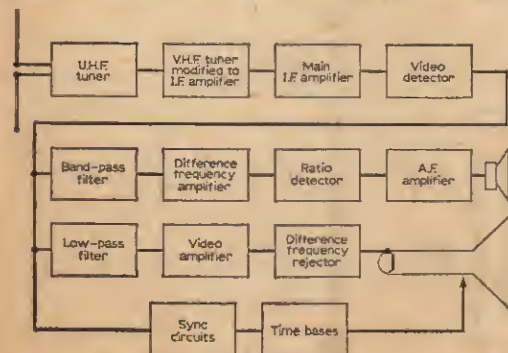 U.H.F.
tuner
V.H.F. tuner
modified to
I.F. amplifier
Main
I.F. amplifier
Video
detector
Band-pass
filter
Difference
frequency
amplifier
Ratio
detector
A.F.
amplifier
Low-pass
filter
Video
amplifier
Difference
frequency
rejector
Sync
circuits
Time bases